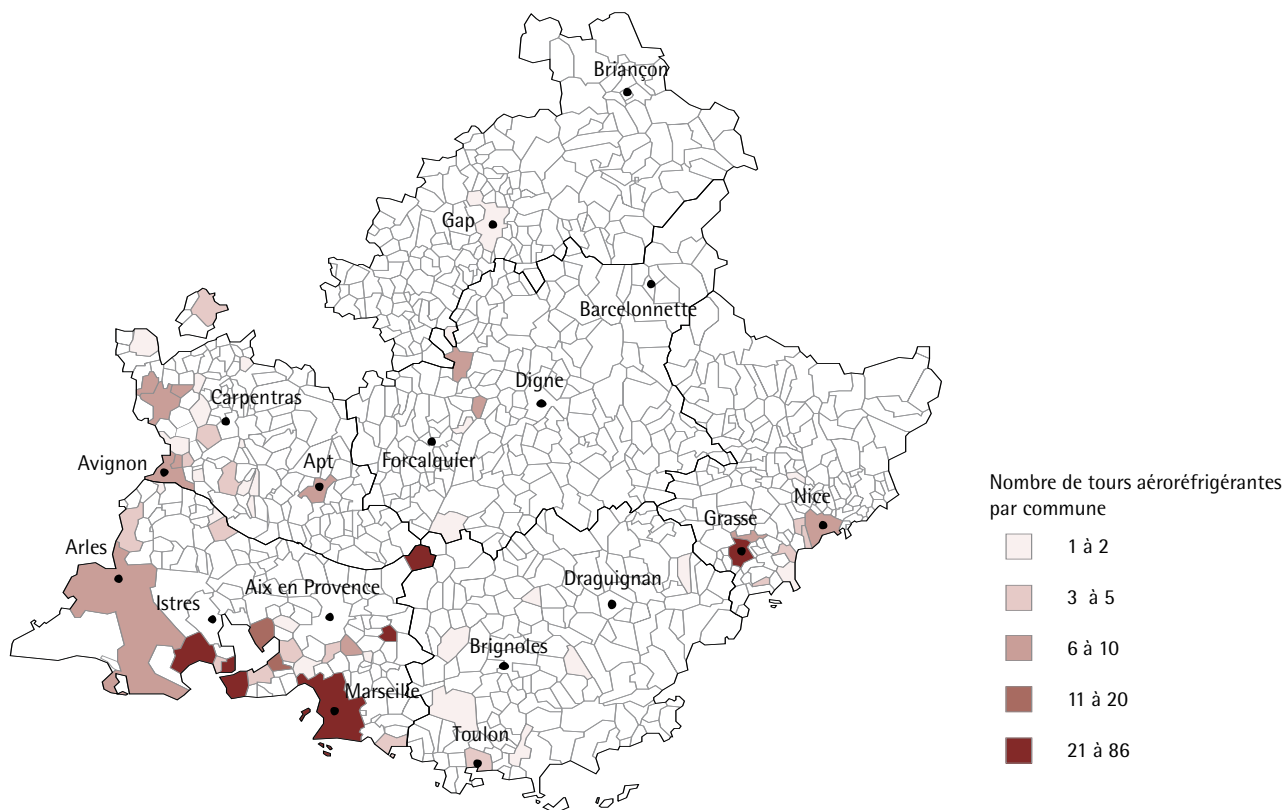 Briançon
Gap
Barcelonnette
Digne
Carpentras
Forcalquier
Avignon
Apt
Nice
Grasse
Arles
Aix en Provence
Draguignan
Istres
Brignoles
Marseille
Toulon
Nombre de tours aéroréfrigérantes
par commune
1 à 2
3 à 5
6 à 10
11 à 20
21 à 86